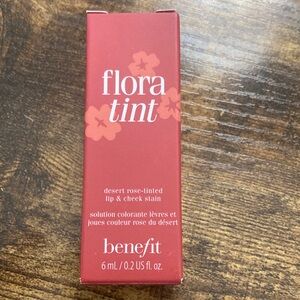 flora
tint
desert rose-tinted
lip & cheek stain
solution colorante lèvres et
joues couleur rose du désert
benefit
6 mL / 0.2 US fl. oz.